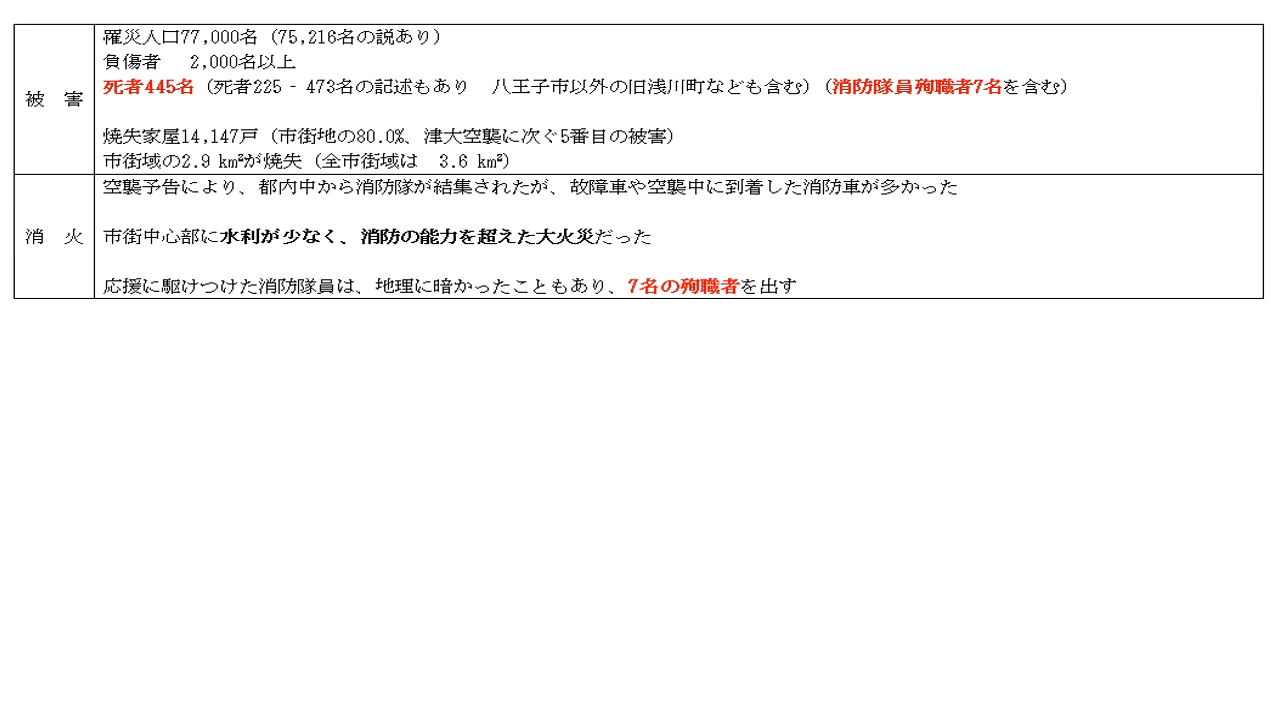 被　害
罹災人口77,000名（75,216名の説あり）
負傷者　2,000名以上
死者445名（死者225‐473名の記述もあり　八王子市以外の旧浅川町なども含む）（消防隊員殉職者7名を含む）
焼失家屋14,147戸（市街地の80.0%、津大空襲に次ぐ5番目の被害）
市街域の2.9 km²が焼失（全市街域は　3.6 km²）
消　火
空襲予告により、都内中から消防隊が結集されたが、故障車や空襲中に到着した消防車が多かった
市街中心部に水利が少なく、消防の能力を超えた大火災だった
応援に駆けつけた消防隊員は、地理に暗かったこともあり、7名の殉職者を出す